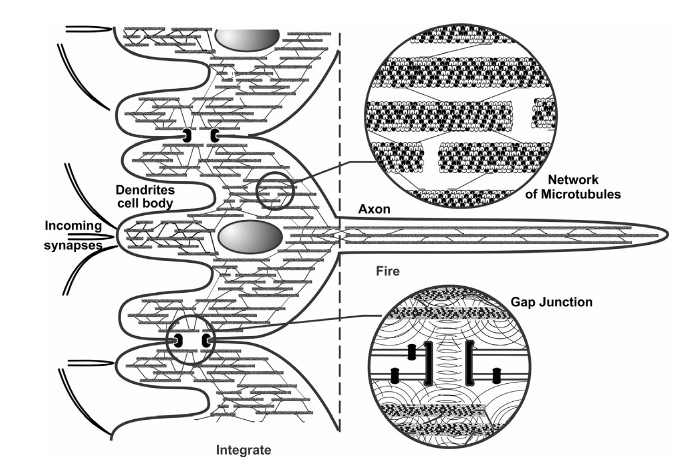 Dendrites
cell body
Incoming
synapses
Network
of Microtubules
Axon
Fire
Gap Junction
Integrate